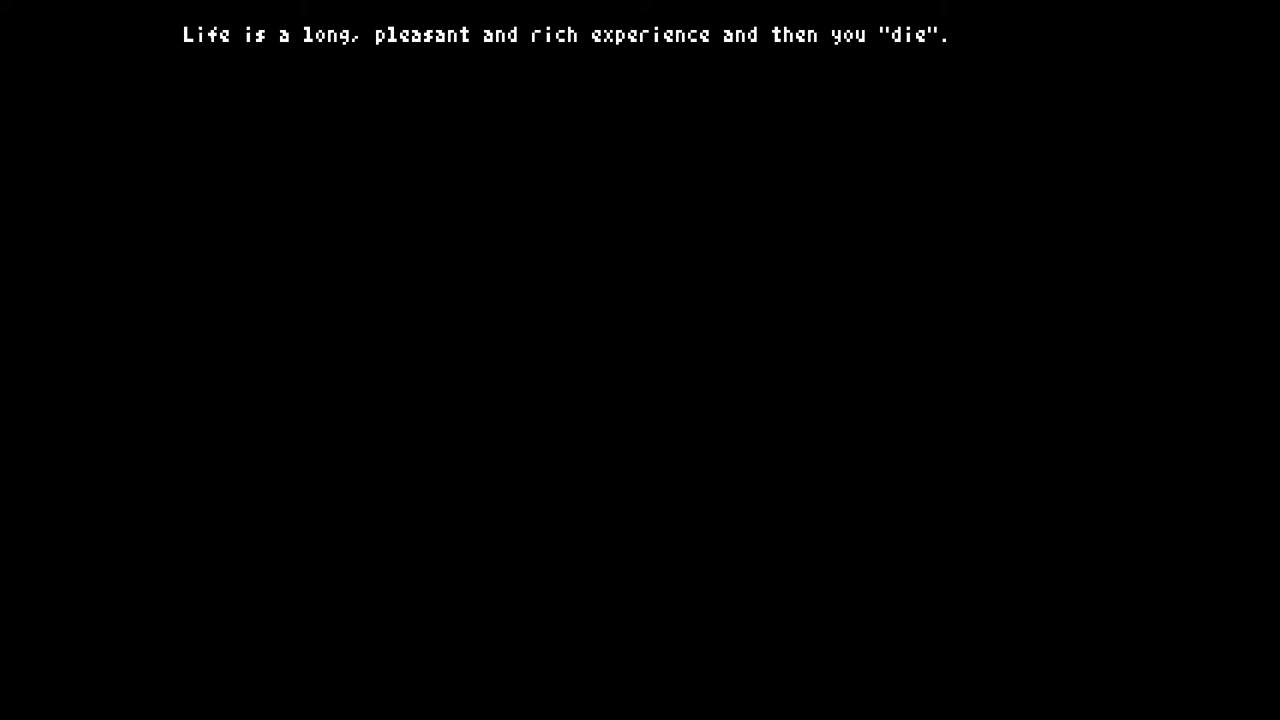 Life is a long, pleasant and rich experience and then you "die".